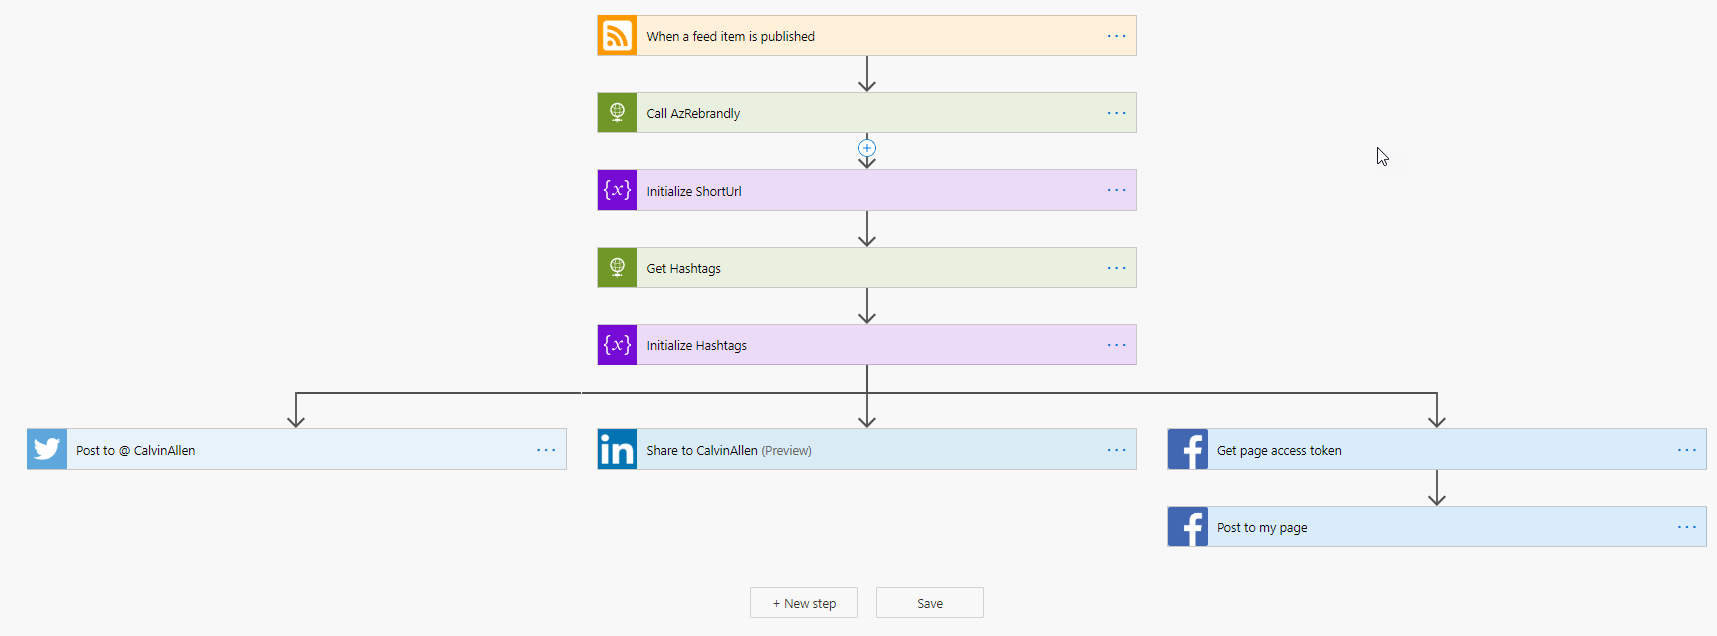 When a feed item is published
Call AzRebrandly
Initialize ShortUrl
Get Hashtags
Initialize Hashtags
Post to @ CalvinAllen
Share to CalvinAllen (Preview)
Get page access token
Post to my page
+ New step
Save